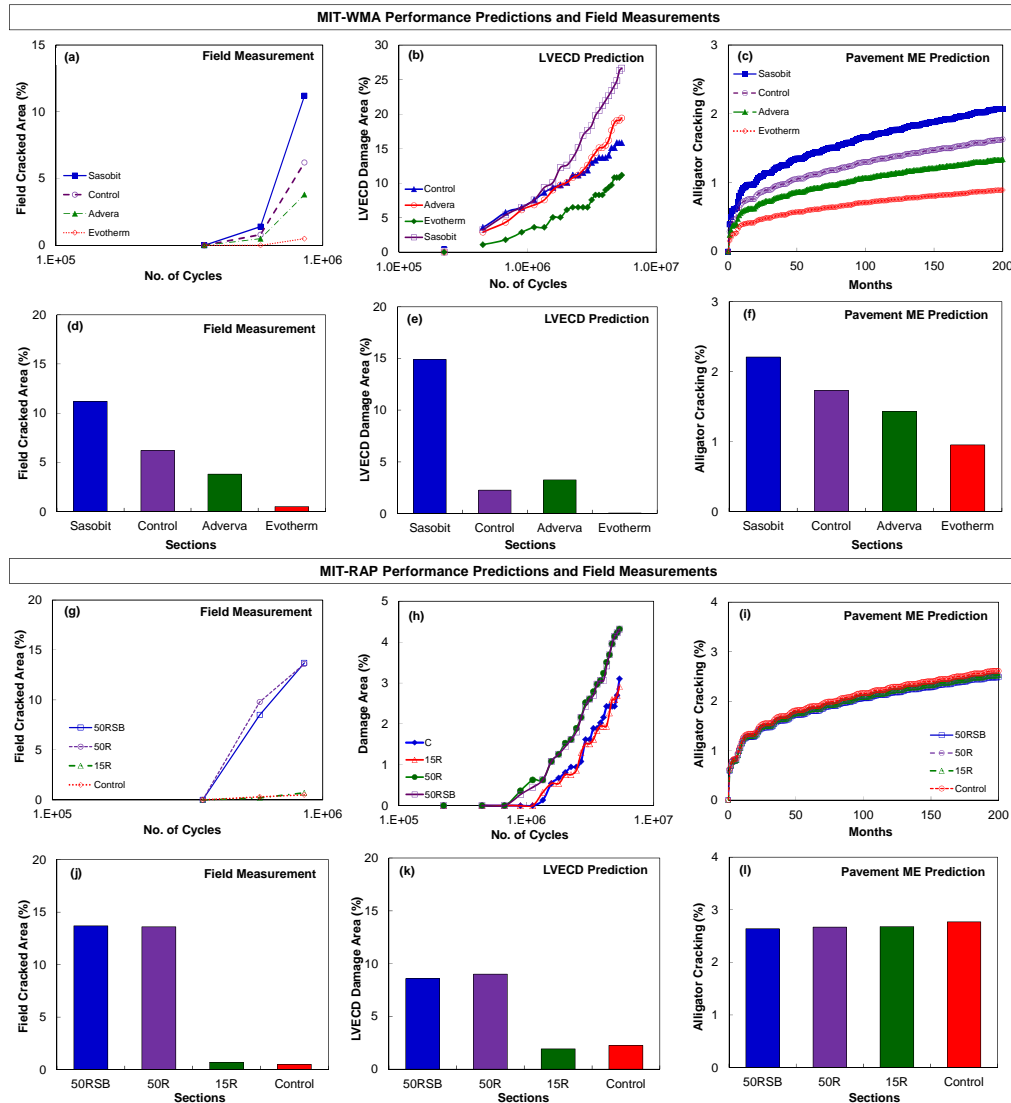 MIT-WMA Performance Predictions and Field Measurements
(a)
Field Measurement
Field Cracked Area (%)
15
10
5
0
Sasobit
Control
Advera
Evotherm
1.E+05
1.E+06
No. of Cycles
(b)
LVECD Prediction
LVECD Damage Area (%)
30
25
20
15
10
5
0
Control
Advera
Evotherm
Sasobit
1.0E+05
1.0E+06
1.0E+07
No. of Cycles
(c)
Pavement ME Prediction
Alligator Cracking (%)
3
2
1
0
Sasobit
Control
Advera
Evotherm
0
50
100
150
200
Months
(d)
Field Measurement
Field Cracked Area (%)
20
15
10
5
0
Sasobit
Control
Adverva
Evotherm
Sections
(e)
LVECD Prediction
LVECD Damage Area (%)
20
15
10
5
0
Sasobit
Control
Adverva
Evotherm
Sections
(f)
Pavement ME Prediction
Alligator Cracking (%)
3
2
1
0
Sasobit
Control
Adverva
Evotherm
Sections
MIT-RAP Performance Predictions and Field Measurements
(g)
Field Measurement
Field Cracked Area (%)
20
15
10
5
0
50RSB
50R
15R
Control
1.E+05
1.E+06
No. of Cycles
(h)
LVECD Prediction
Damage Area (%)
5
4
3
2
1
0
C
15R
50R
50RSB
1.E+05
1.E+06
1.E+07
No. of Cycles
(i)
Pavement ME Prediction
Alligator Cracking (%)
4
3
2
1
0
50RSB
50R
15R
Control
0
50
100
150
200
Months
(j)
Field Measurement
Field Cracked Area (%)
20
15
10
5
0
50RSB
50R
15R
Control
Sections
(k)
LVECD Prediction
LVECD Damage Area (%)
20
15
10
5
0
50RSB
50R
15R
Control
Sections
(l)
Pavement ME Prediction
Alligator Cracking (%)
4
3
2
1
0
50RSB
50R
15R
Control
Sections